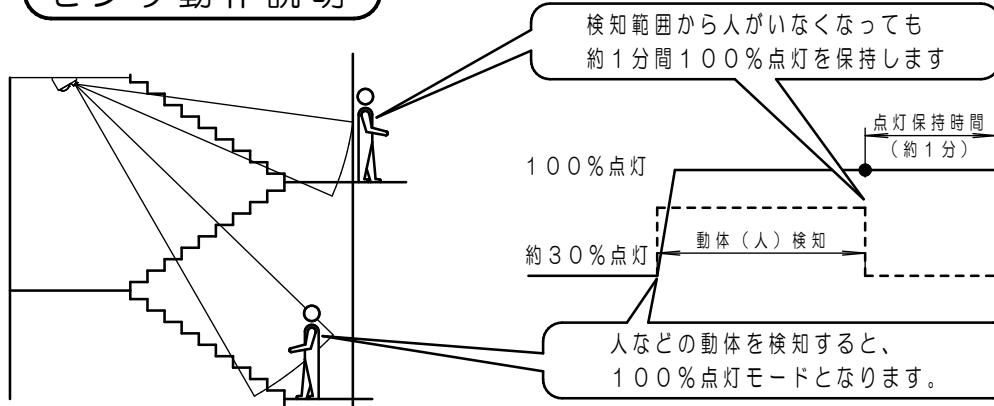 センサ動作説明
検知範囲から人がいなくなっても
約1分間100%点灯を保持します
点灯保持時間
(約1分)
100%点灯
動体(人)検知
約30%点灯
人などの動体を検知すると、
100%点灯モードとなります。